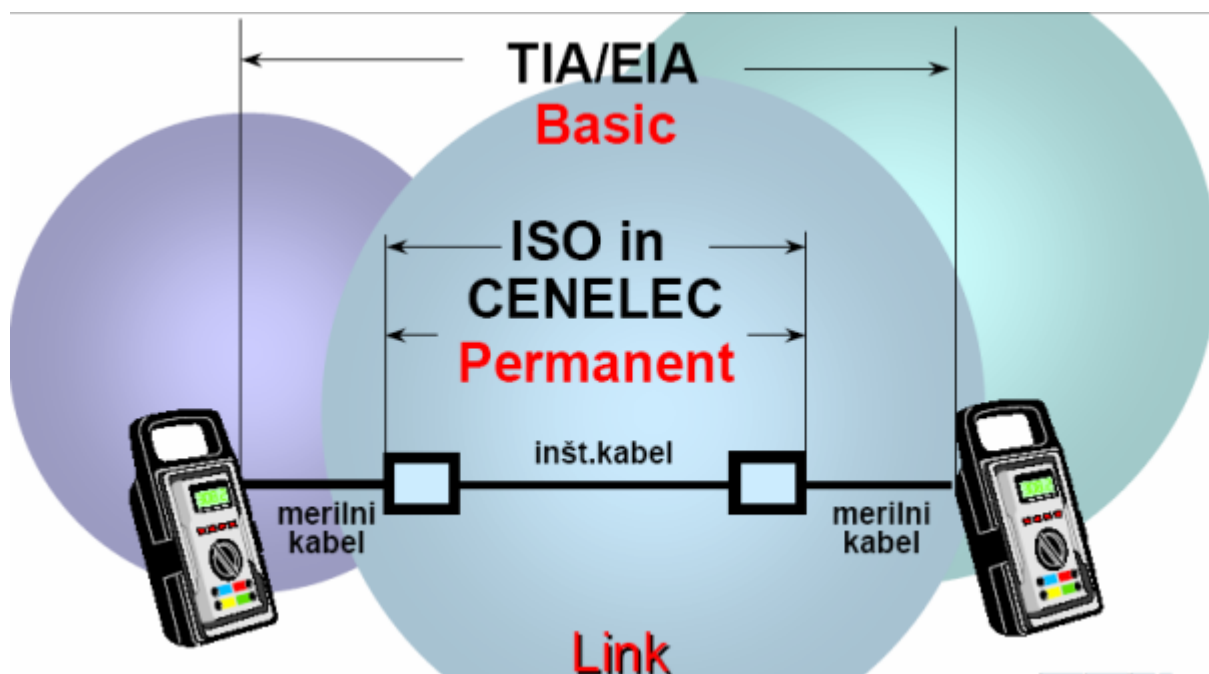 TIA/EIA
Basic
ISO in
CENELEC
Permanent
inšt.kabel
merilni
kabel
merilni
kabel
Link